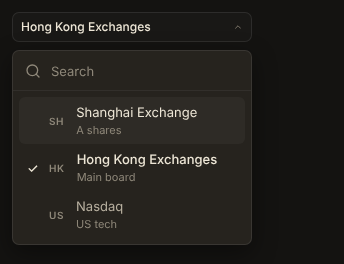 Hong Kong Exchanges
Search
SH Shanghai Exchange
A shares
HK Hong Kong Exchanges
Main board
US Nasdaq
US tech